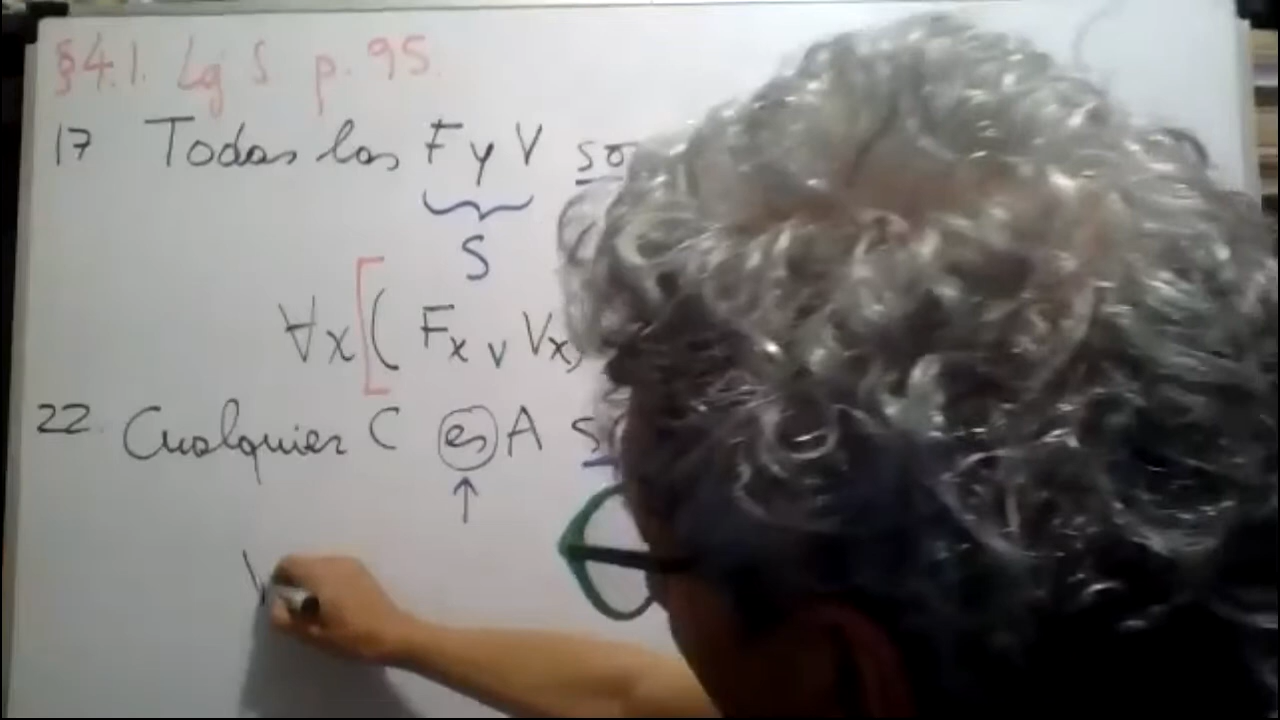 §4.1. Lg S p. 95.
17 Todas las F y V so
S
∀x [( Fx ∨ Vx)
22. Cualquier C es A s